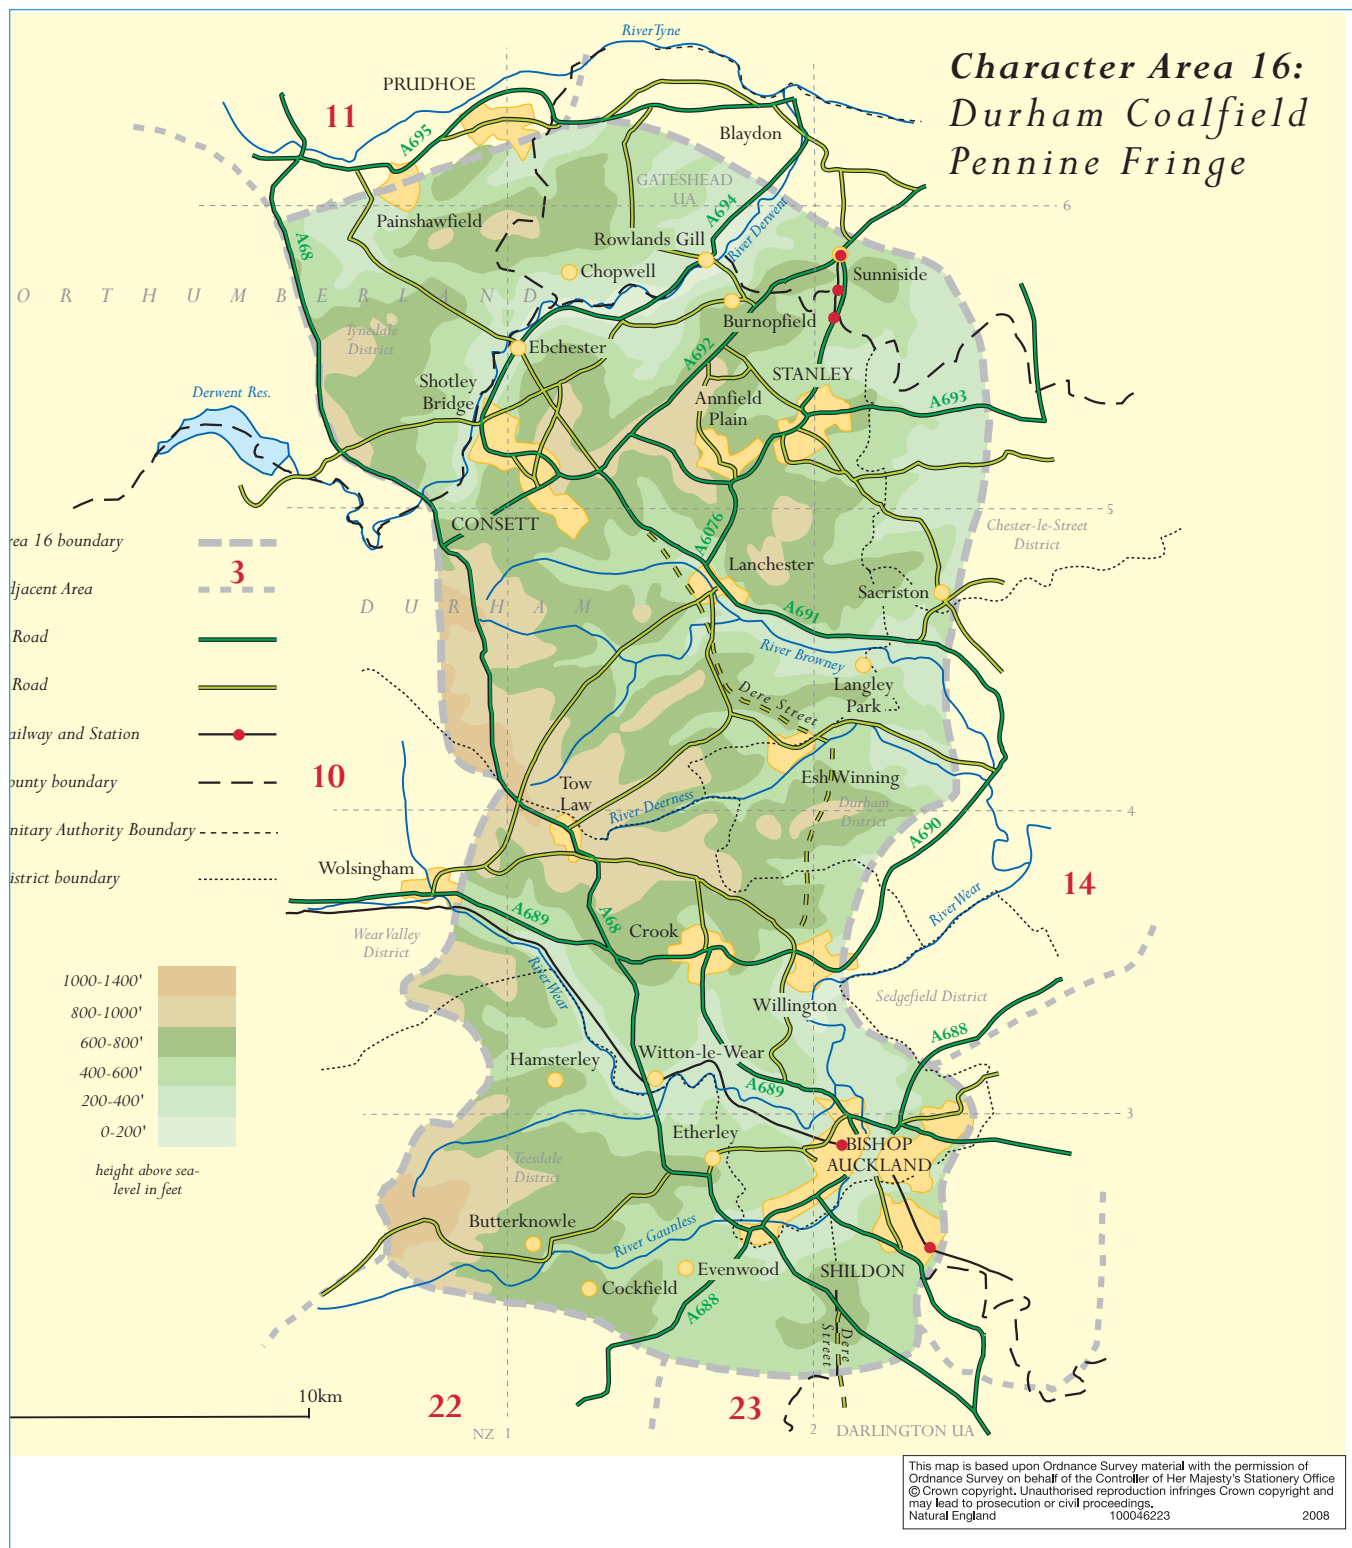 Character Area 16:
Durham Coalfield
Pennine Fringe
River Tyne
PRUDHOE
11
A695
Blaydon
GATESHEAD
UA
A694
River Derwent
6
Painshawfield
A68
Rowlands Gill
Chopwell
Sunniside
ORTHUMBERLAND
Burnopfield
Tynedale
District
Ebchester
A692
STANLEY
Shotley
Bridge
Derwent Res.
Annfield
Plain
A693
5
CONSETT
A6076
Chester-le-Street
District
rea 16 boundary
3
djacent Area
Lanchester
Sacriston
DURHAM
A691
Road
River Browney
Road
Langley
Park
Dere Street
ailway and Station
10
ounty boundary
Tow
Law
Esh Winning
River Deerness
Durham
District
4
nitary Authority Boundary
A690
istrict boundary
Wolsingham
14
River Wear
A689
A68
Crook
Wear Valley
District
River Wear
1000-1400'
800-1000'
600-800'
400-600'
200-400'
0-200'
height above sea-
level in feet
Willington
Sedgefield District
A688
Hamsterley
Witton-le-Wear
A689
3
Etherley
BISHOP
AUCKLAND
Teesdale
District
Butterknowle
River Gaunless
Evenwood
SHILDON
Cockfield
A688
Dere
Street
10km
22
23
NZ 1
2
DARLINGTON UA
This map is based upon Ordnance Survey material with the permission of
Ordnance Survey on behalf of the Controller of Her Majesty's Stationery Office
© Crown copyright. Unauthorised reproduction infringes Crown copyright and
may lead to prosecution or civil proceedings.
Natural England 100046223 2008